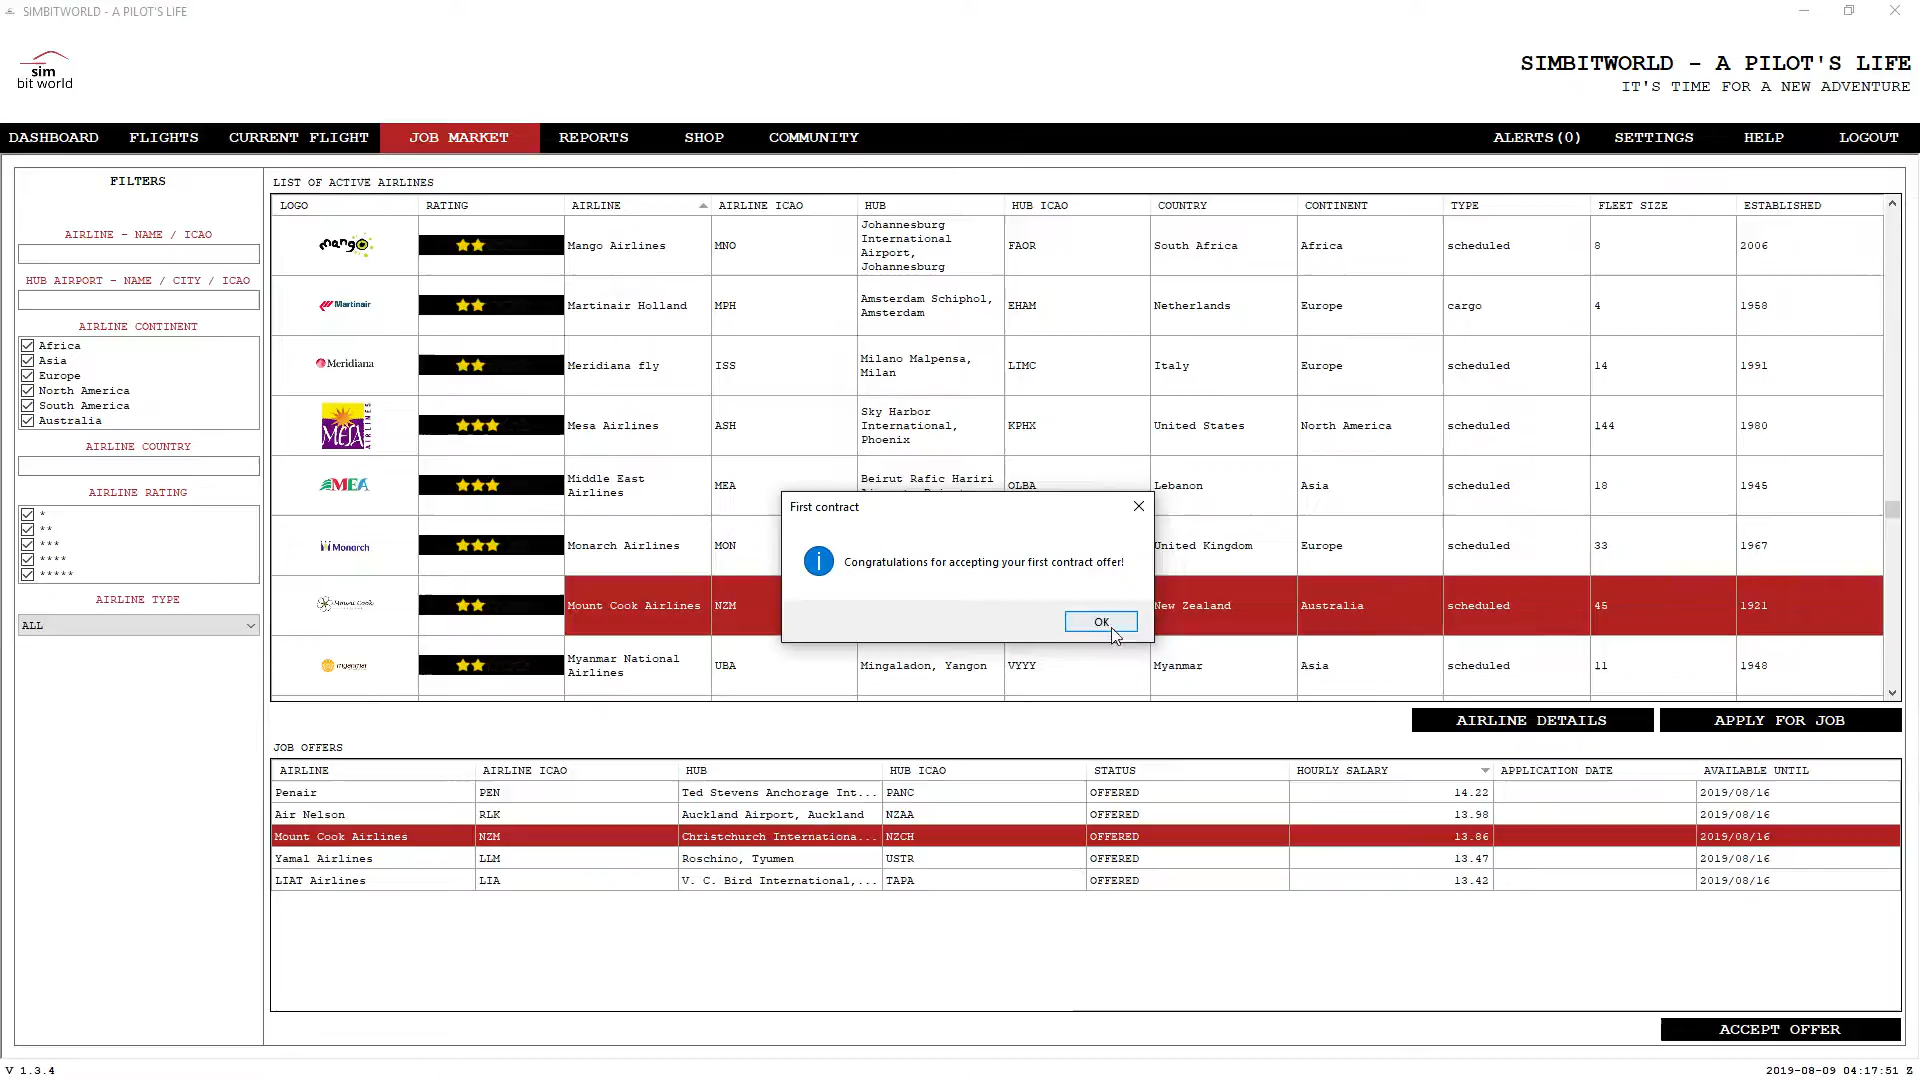 SIMBITWORLD - A PILOT'S LIFE
sim
bit world
SIMBITWORLD - A PILOT'S LIFE
IT'S TIME FOR A NEW ADVENTURE
DASHBOARD FLIGHTS CURRENT FLIGHT JOB MARKET REPORTS SHOP COMMUNITY ALERTS(0) SETTINGS HELP LOGOUT
FILTERS
AIRLINE - NAME / ICAO
HUB AIRPORT - NAME / CITY / ICAO
AIRLINE CONTINENT
Africa
Asia
Europe
North America
South America
Australia
AIRLINE COUNTRY
AIRLINE RATING
*
**
***
****
*****
AIRLINE TYPE
ALL
LIST OF ACTIVE AIRLINES
LOGO RATING AIRLINE AIRLINE ICAO HUB HUB ICAO COUNTRY CONTINENT TYPE FLEET SIZE ESTABLISHED
mango Mango Airlines MNO Johannesburg International Airport, Johannesburg FAOR South Africa Africa scheduled 8 2006
Martinair Martinair Holland MPH Amsterdam Schiphol, Amsterdam EHAM Netherlands Europe cargo 4 1958
Meridiana Meridiana fly ISS Milano Malpensa, Milan LIMC Italy Europe scheduled 14 1991
MESA AIRLINES Mesa Airlines ASH Sky Harbor International, Phoenix KPHX United States North America scheduled 144 1980
MEA Middle East Airlines MEA Beirut Rafic Hariri OLBA Lebanon Asia scheduled 18 1945
Monarch Monarch Airlines MON United Kingdom Europe scheduled 33 1967
Mount Cook Mount Cook Airlines NZM New Zealand Australia scheduled 45 1921
myanmar Myanmar National Airlines UBA Mingaladon, Yangon VYYY Myanmar Asia scheduled 11 1948
First contract
Congratulations for accepting your first contract offer!
OK
AIRLINE DETAILS APPLY FOR JOB
JOB OFFERS
AIRLINE AIRLINE ICAO HUB HUB ICAO STATUS HOURLY SALARY APPLICATION DATE AVAILABLE UNTIL
Penair PEN Ted Stevens Anchorage Int... PANC OFFERED 14.22 2019/08/16
Air Nelson RLK Auckland Airport, Auckland NZAA OFFERED 13.98 2019/08/16
Mount Cook Airlines NZM Christchurch Internationa... NZCH OFFERED 13.86 2019/08/16
Yamal Airlines LLM Roschino, Tyumen USTR OFFERED 13.47 2019/08/16
LIAT Airlines LIA V. C. Bird International,... TAPA OFFERED 13.42 2019/08/16
ACCEPT OFFER
V 1.3.4
2019-08-09 04:17:51 Z